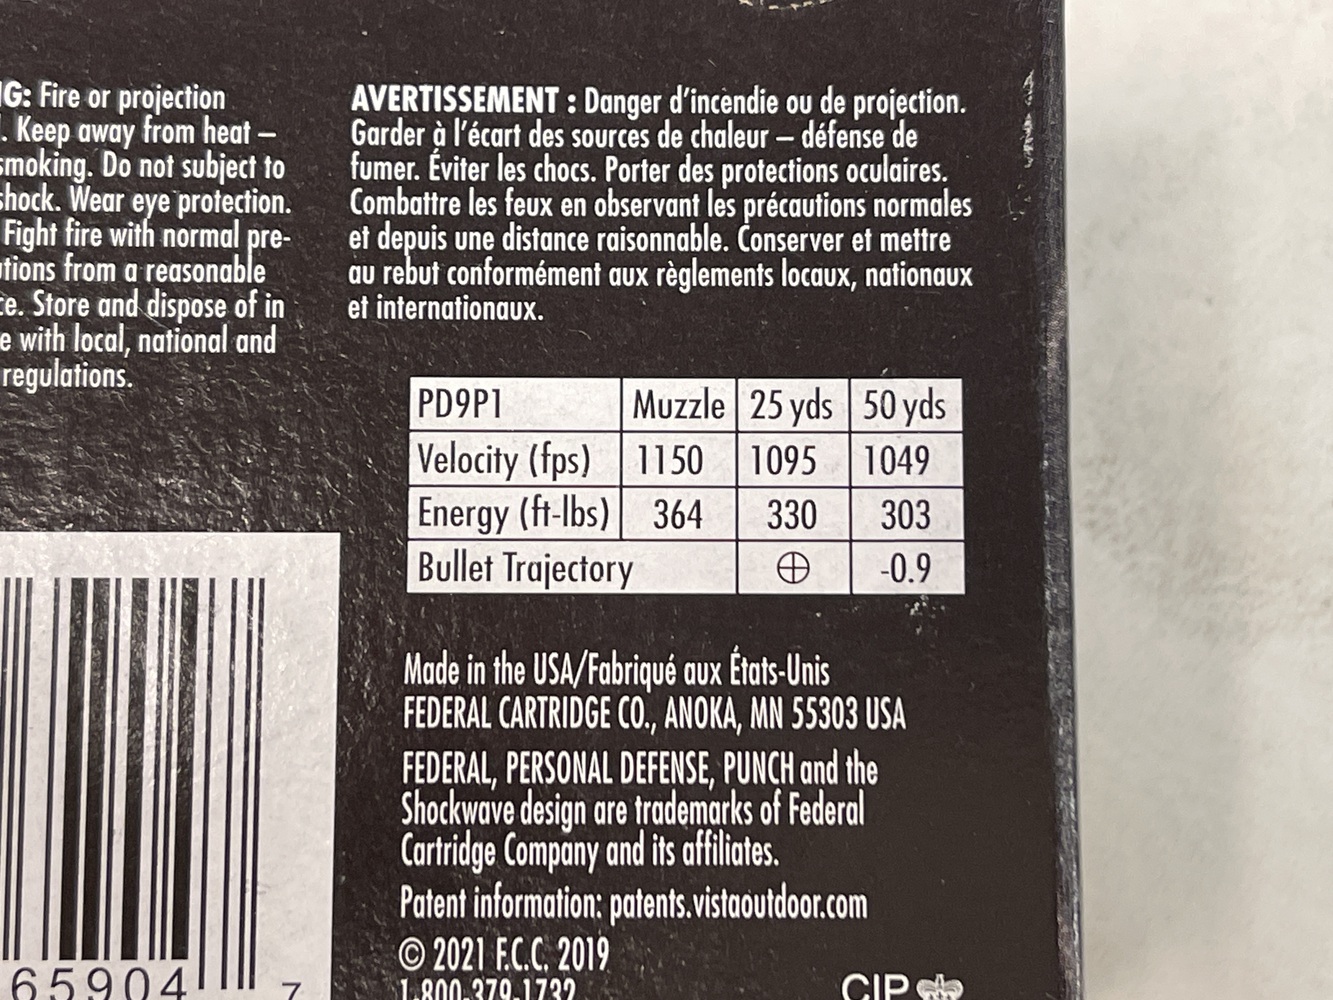 G: Fire or projection
. Keep away from heat –
smoking. Do not subject to
shock. Wear eye protection.
Fight fire with normal pre-
tions from a reasonable
ce. Store and dispose of in
e with local, national and
regulations.
AVERTISSEMENT : Danger d'incendie ou de projection.
Garder à l'écart des sources de chaleur – défense de
fumer. Éviter les chocs. Porter des protections oculaires.
Combattre les feux en observant les précautions normales
et depuis une distance raisonnable. Conserver et mettre
au rebut conformément aux règlements locaux, nationaux
et internationaux.
PD9P1 Muzzle 25 yds 50 yds
Velocity (fps) 1150 1095 1049
Energy (ft-lbs) 364 330 303
Bullet Trajectory ⊕ -0.9
Made in the USA/Fabriqué aux États-Unis
FEDERAL CARTRIDGE CO., ANOKA, MN 55303 USA
FEDERAL, PERSONAL DEFENSE, PUNCH and the
Shockwave design are trademarks of Federal
Cartridge Company and its affiliates.
Patent information: patents.vistaoutdoor.com
© 2021 F.C.C. 2019
1-800-379-1732
CIP
65904 7